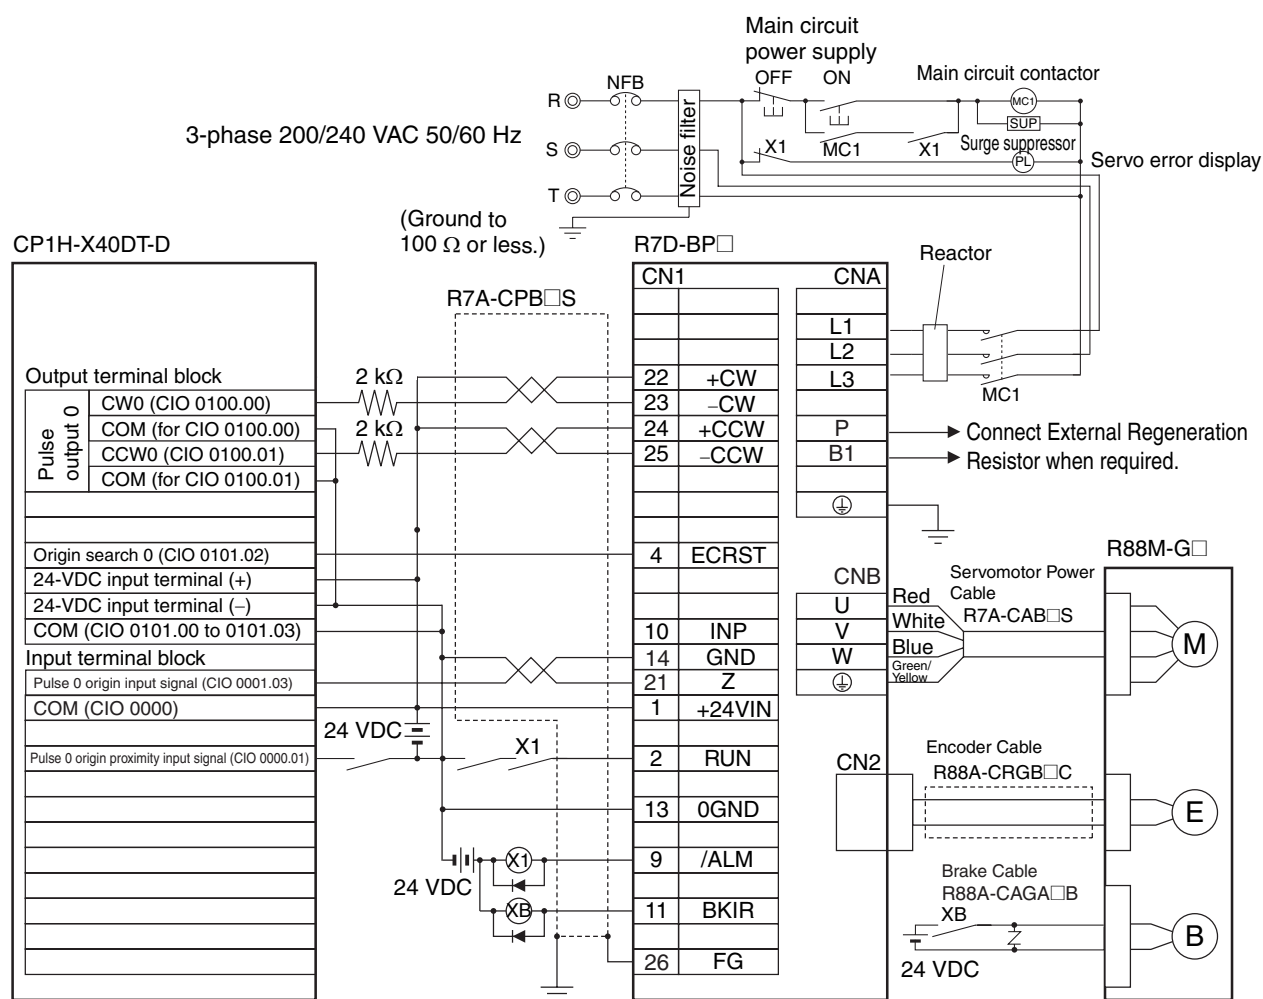 Main circuit
power supply
OFF ON
NFB
Main circuit contactor
R
MC1
SUP
3-phase 200/240 VAC 50/60 Hz
Noise filter
Surge suppressor
S
X1
MC1
X1
PL
Servo error display
T
(Ground to
100 Ω or less.)
CP1H-X40DT-D
R7D-BP□
CN1
CNA
Reactor
R7A-CPB□S
L1
L2
L3
MC1
Output terminal block
Pulse
output 0
CW0 (CIO 0100.00)
COM (for CIO 0100.00)
CCW0 (CIO 0100.01)
COM (for CIO 0100.01)
2 kΩ
2 kΩ
22 +CW
23 −CW
24 +CCW
25 −CCW
P
B1
Connect External Regeneration
Resistor when required.
Origin search 0 (CIO 0101.02)
4 ECRST
24-VDC input terminal (+)
24-VDC input terminal (−)
COM (CIO 0101.00 to 0101.03)
10 INP
Input terminal block
14 GND
Pulse 0 origin input signal (CIO 0001.03)
21 Z
COM (CIO 0000)
1 +24VIN
24 VDC
Pulse 0 origin proximity input signal (CIO 0000.01)
X1
2 RUN
13 0GND
X1
9 /ALM
24 VDC
XB
11 BKIR
26 FG
CNB
U
V
W
Red
White
Blue
Green/
Yellow
Servomotor Power
Cable
R7A-CAB□S
R88M-G□
M
CN2
Encoder Cable
R88A-CRGB□C
E
Brake Cable
R88A-CAGA□B
XB
24 VDC
B